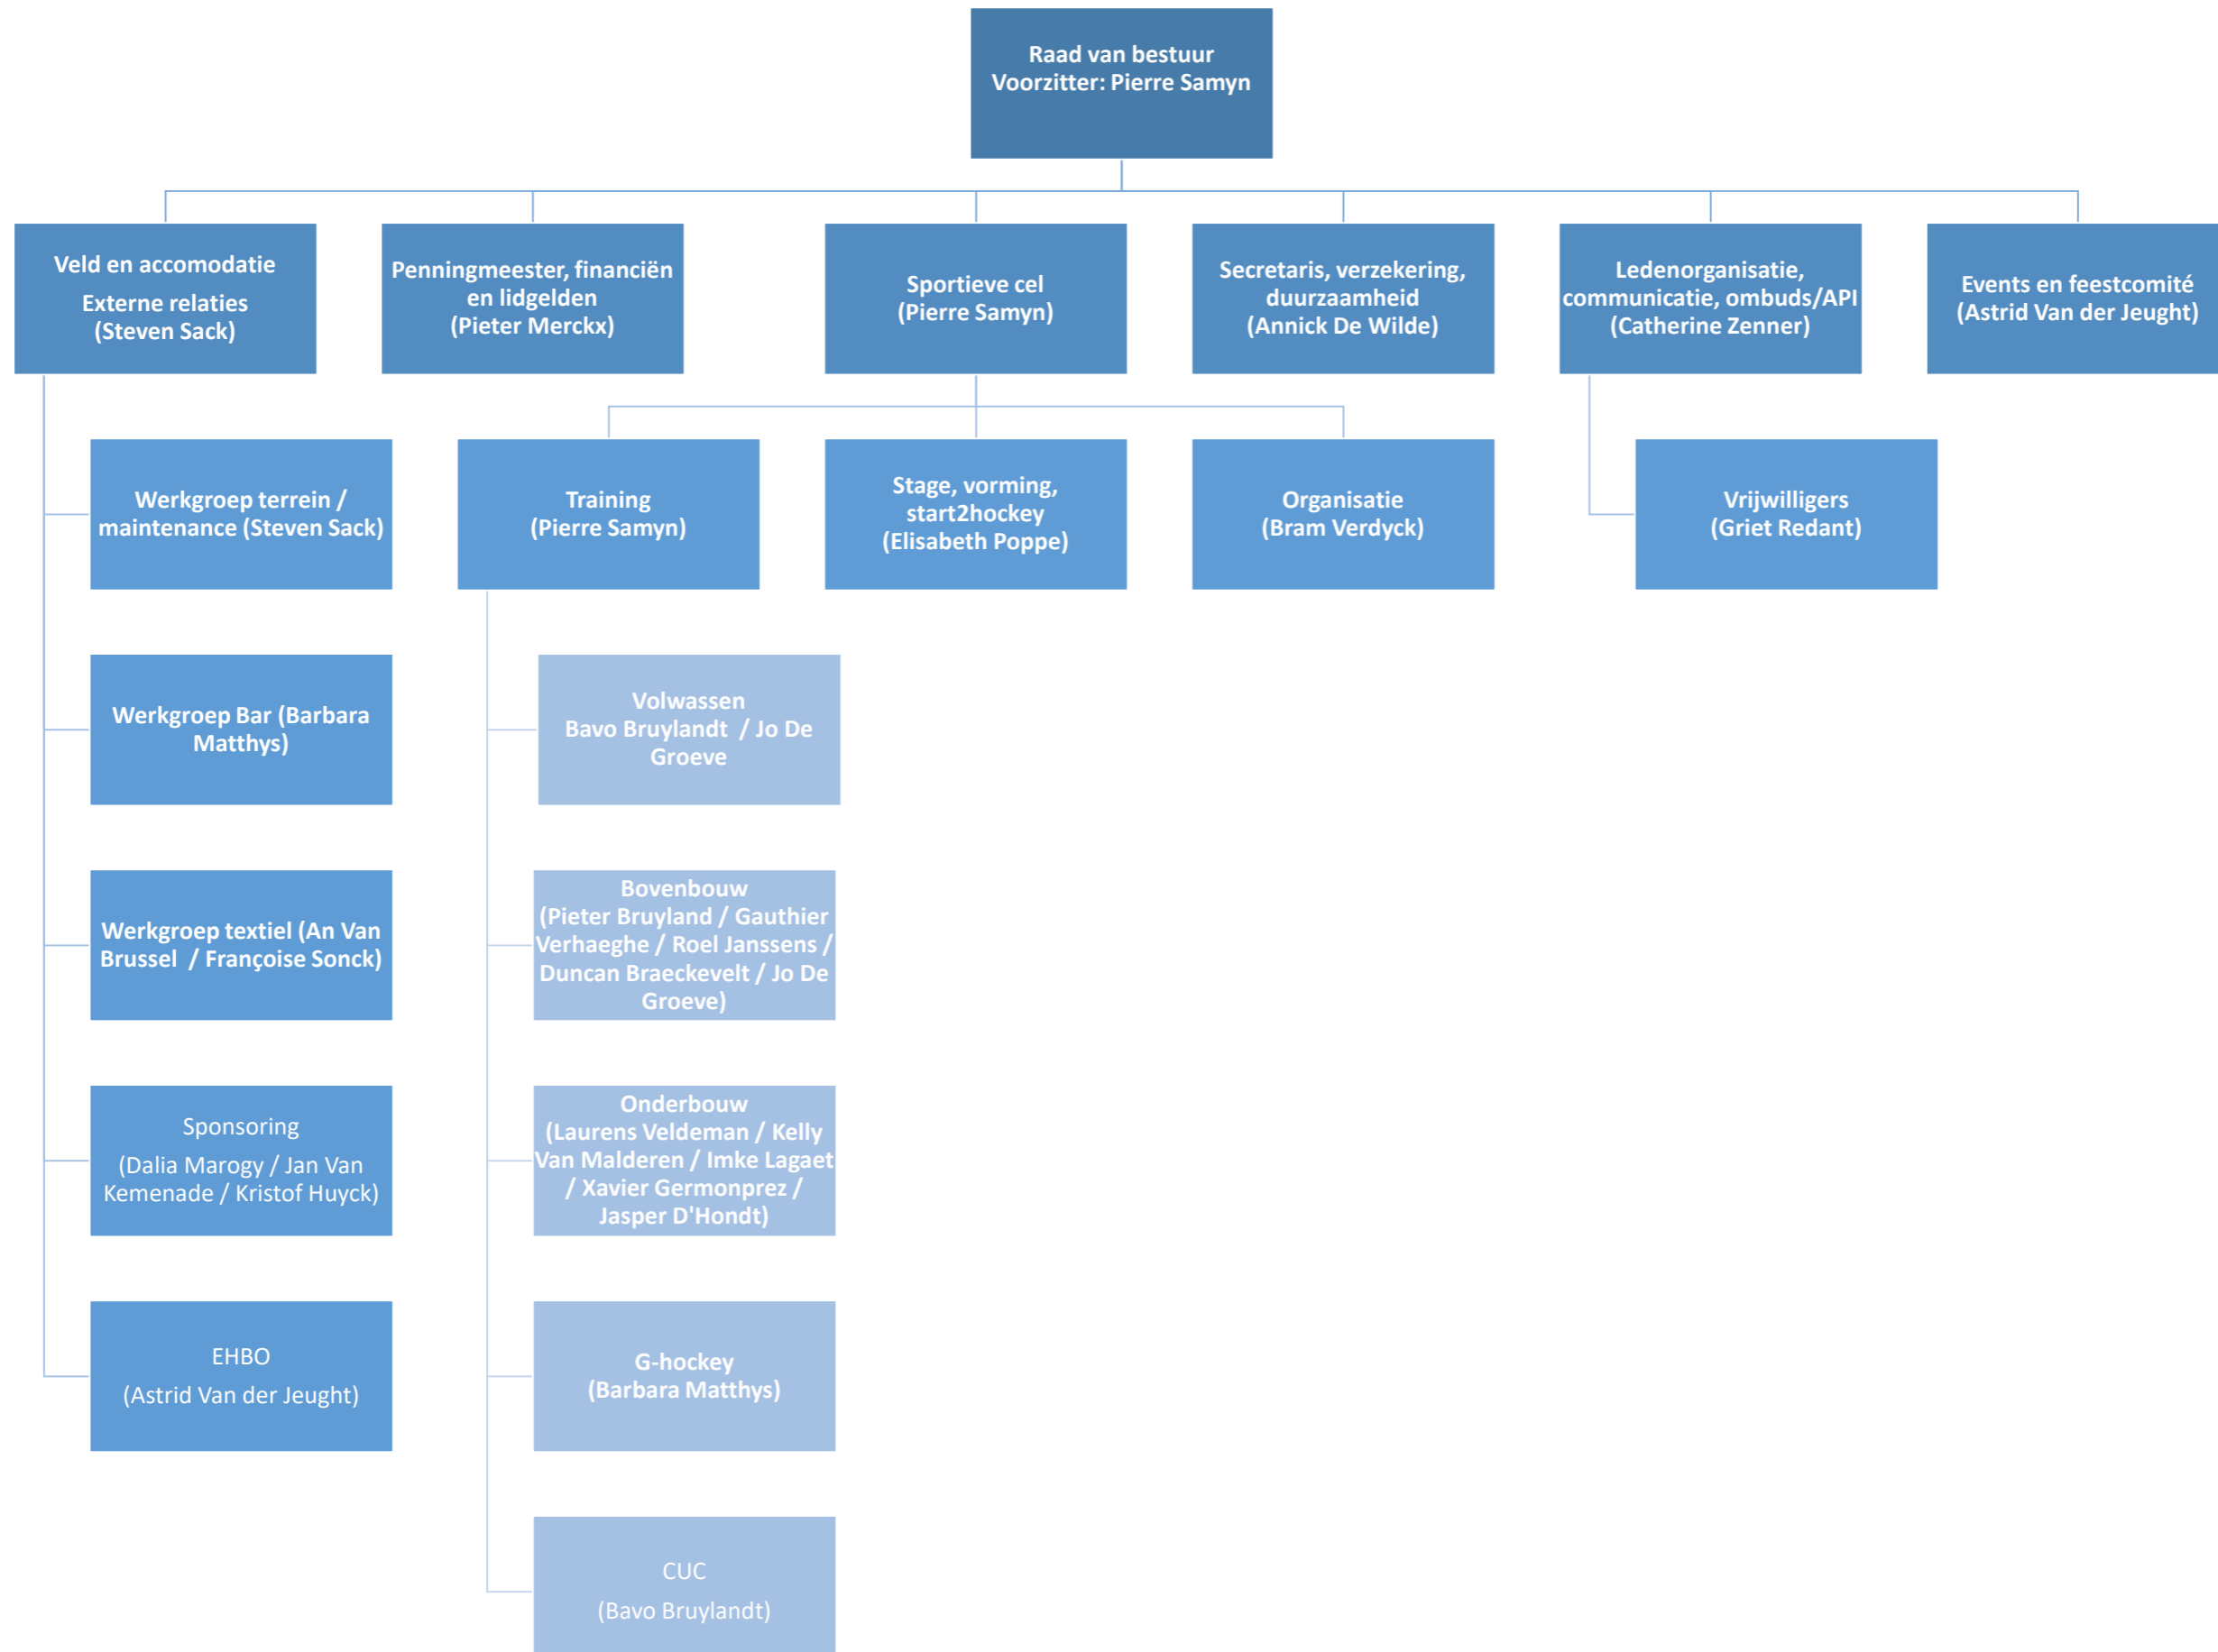 Raad van bestuur
Voorzitter: Pierre Samyn
Veld en accomodatie
Externe relaties
(Steven Sack)
Penningmeester, financiën
en lidgelden
(Pieter Merckx)
Sportieve cel
(Pierre Samyn)
Secretaris, verzekering,
duurzaamheid
(Annick De Wilde)
Ledenorganisatie,
communicatie, ombuds/API
(Catherine Zenner)
Events en feestcomité
(Astrid Van der Jeught)
Werkgroep terrein /
maintenance (Steven Sack)
Training
(Pierre Samyn)
Stage, vorming,
start2hockey
(Elisabeth Poppe)
Organisatie
(Bram Verdyck)
Vrijwilligers
(Griet Redant)
Werkgroep Bar (Barbara
Matthys)
Volwassen
Bavo Bruylandt / Jo De
Groeve
Werkgroep textiel (An Van
Brussel / Françoise Sonck)
Bovenbouw
(Pieter Bruyland / Gauthier
Verhaeghe / Roel Janssens /
Duncan Braeckevelt / Jo De
Groeve)
Sponsoring
(Dalia Marogy / Jan Van
Kemenade / Kristof Huyck)
Onderbouw
(Laurens Veldeman / Kelly
Van Malderen / Imke Lagaet
/ Xavier Germonprez /
Jasper D'Hondt)
EHBO
(Astrid Van der Jeught)
G-hockey
(Barbara Matthys)
CUC
(Bavo Bruylandt)